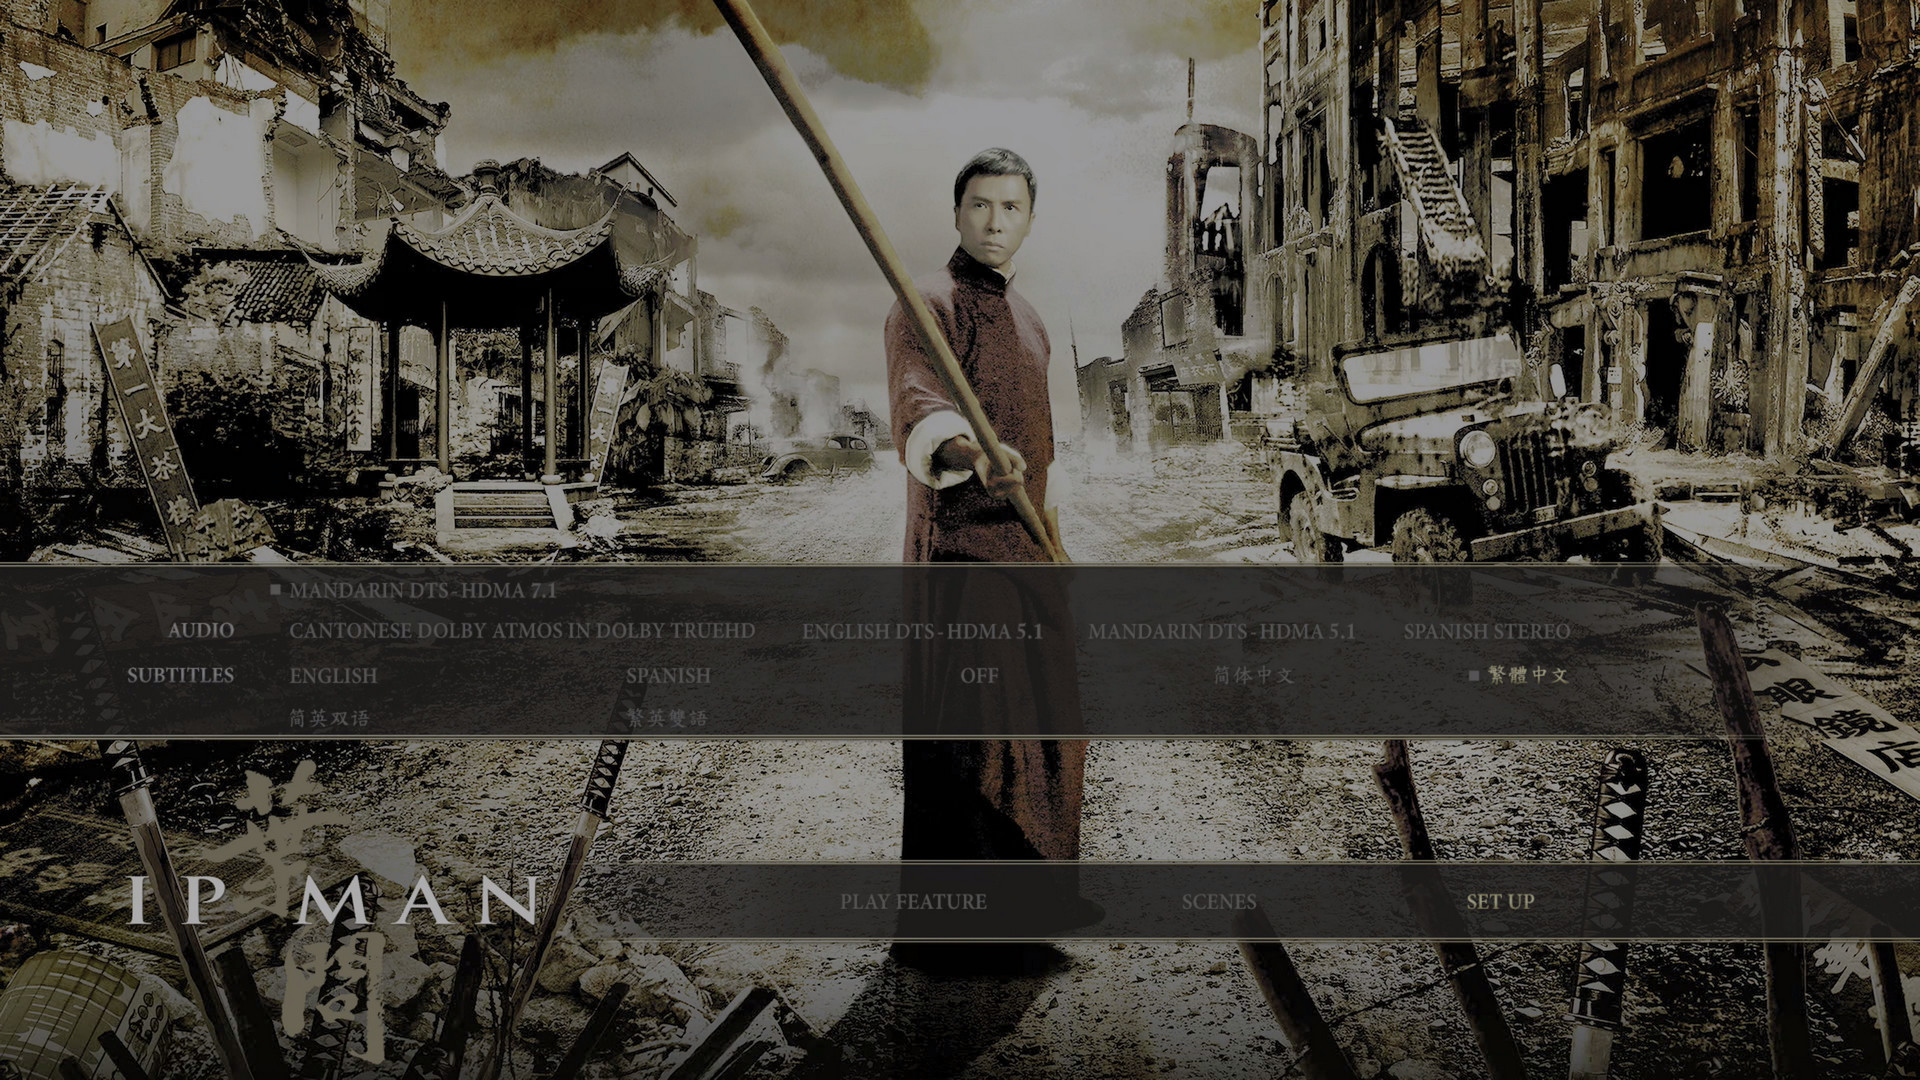 第一大茶樓
MANDARIN DTS-HDMA 7.1
AUDIO CANTONESE DOLBY ATMOS IN DOLBY TRUEHD ENGLISH DTS-HDMA 5.1 MANDARIN DTS-HDMA 5.1 SPANISH STEREO
SUBTITLES ENGLISH SPANISH OFF 简体中文 繁體中文
简英双语 繁英雙語
眼鏡店
葉問
IP MAN
PLAY FEATURE SCENES SET UP